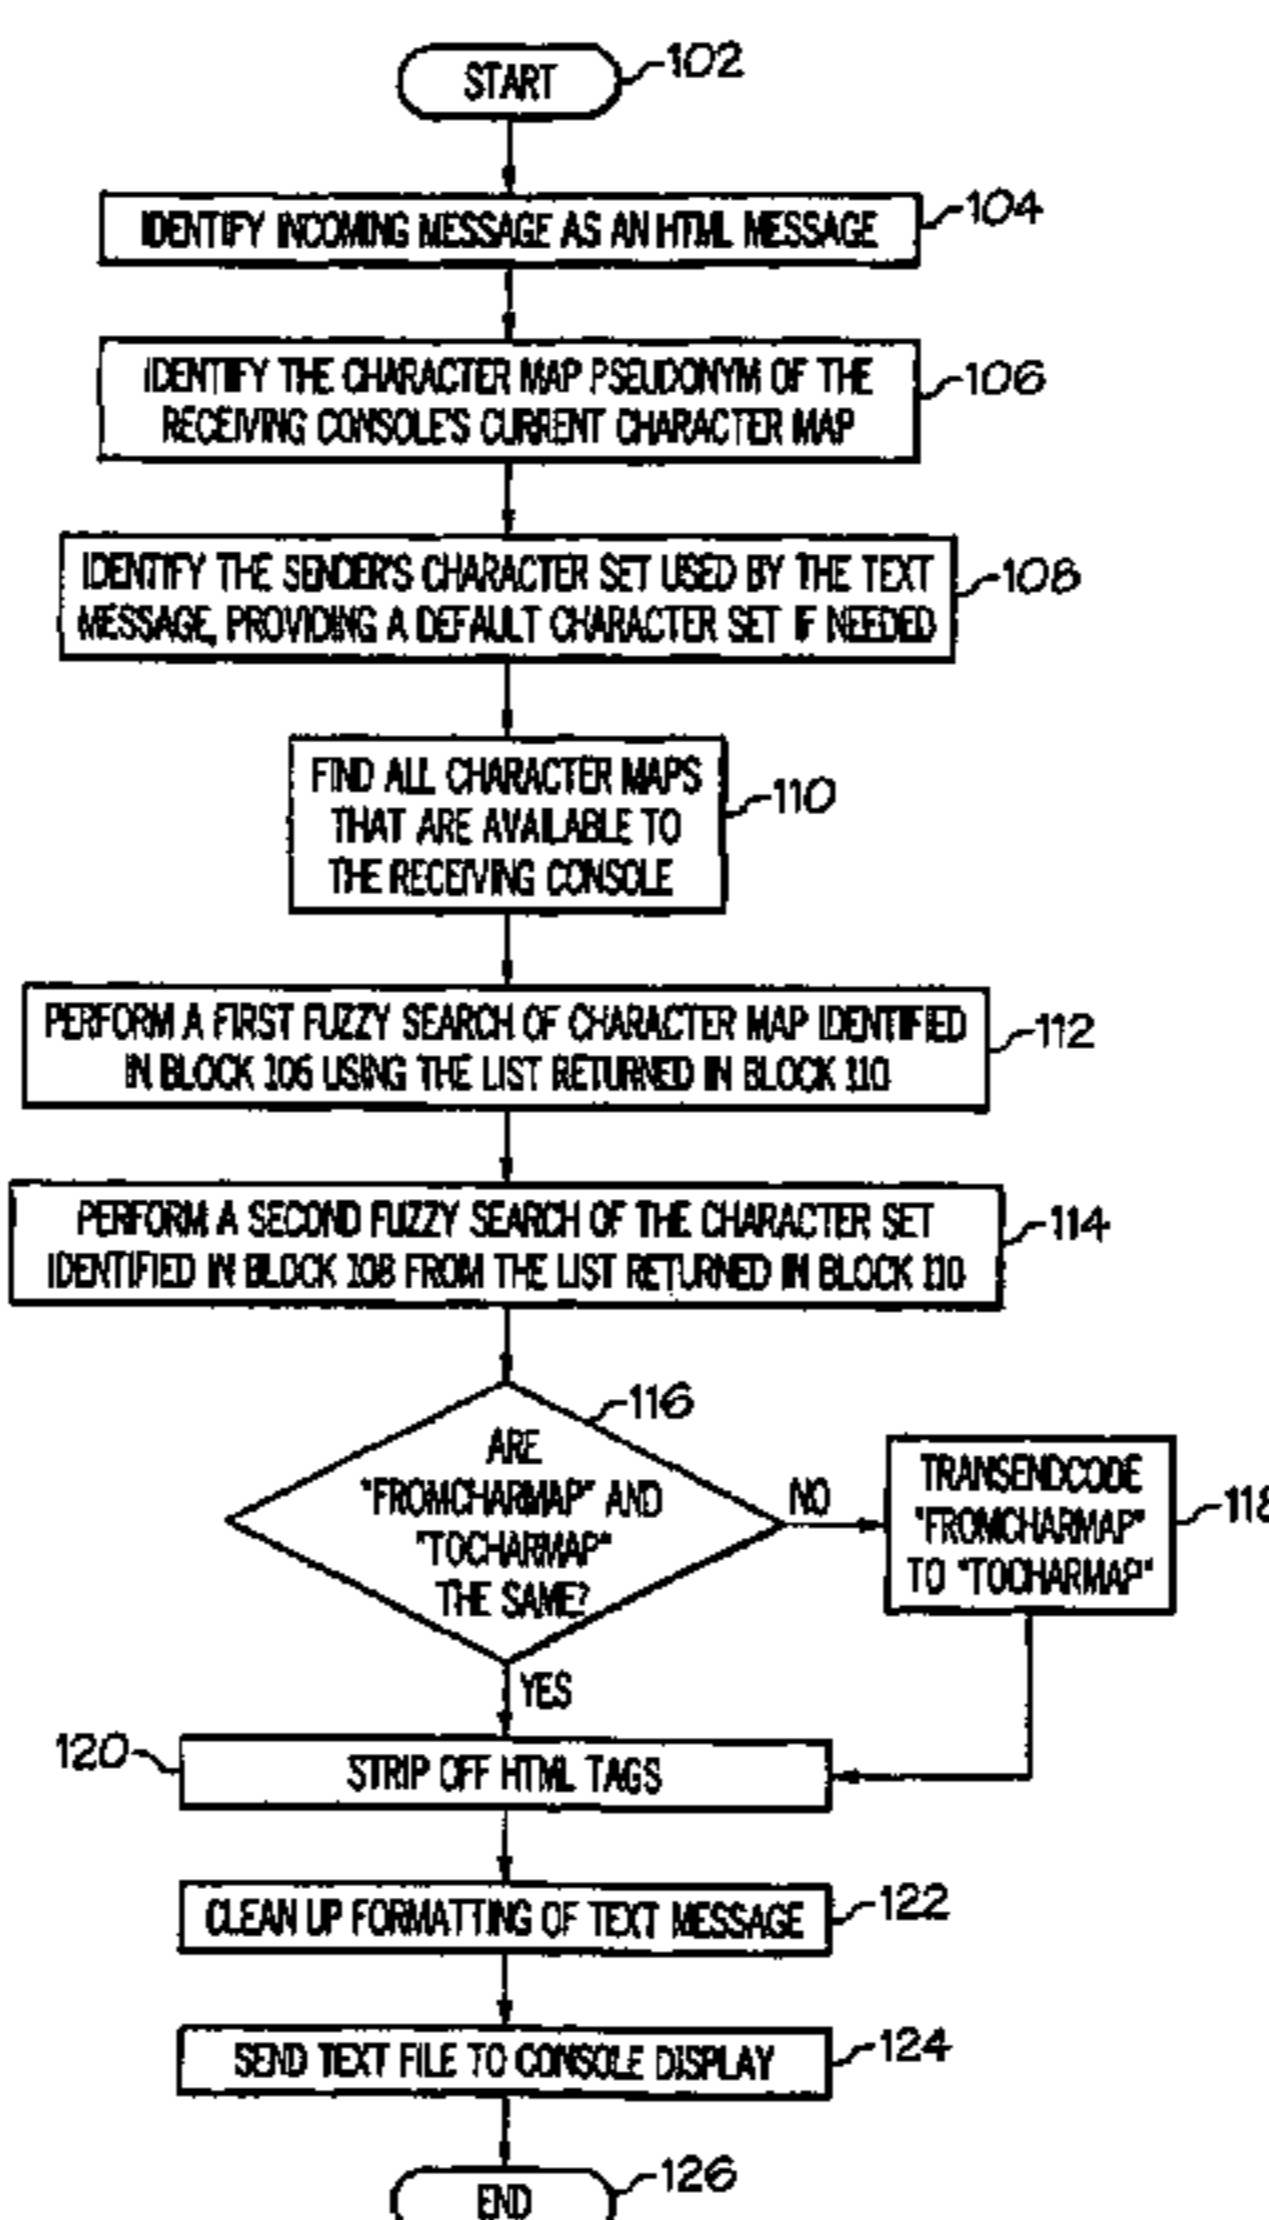 START
102
IDENTIFY INCOMING MESSAGE AS AN HTML MESSAGE
104
IDENTIFY THE CHARACTER MAP PSEUDONYM OF THE
RECEIVING CONSOLE'S CURRENT CHARACTER MAP
106
IDENTIFY THE SENDER'S CHARACTER SET USED BY THE TEXT
MESSAGE, PROVIDING A DEFAULT CHARACTER SET IF NEEDED
108
FIND ALL CHARACTER MAPS
THAT ARE AVAILABLE TO
THE RECEIVING CONSOLE
110
PERFORM A FIRST FUZZY SEARCH OF CHARACTER MAP IDENTIFIED
IN BLOCK 106 USING THE LIST RETURNED IN BLOCK 110
112
PERFORM A SECOND FUZZY SEARCH OF THE CHARACTER SET
IDENTIFIED IN BLOCK 108 FROM THE LIST RETURNED IN BLOCK 110
114
116
ARE
"FROMCHARMAP" AND
"TOCHARMAP"
THE SAME?
NO
TRANSENDCODE
"FROMCHARMAP"
TO "TOCHARMAP"
118
YES
120
STRIP OFF HTML TAGS
CLEAN UP FORMATTING OF TEXT MESSAGE
122
SEND TEXT FILE TO CONSOLE DISPLAY
124
END
126